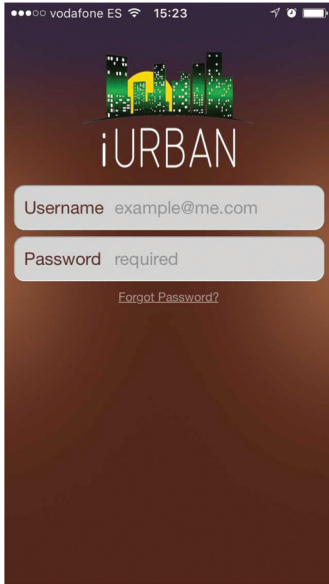 vodafone ES 15:23
iURBAN
Username example@me.com
Password required
Forgot Password?